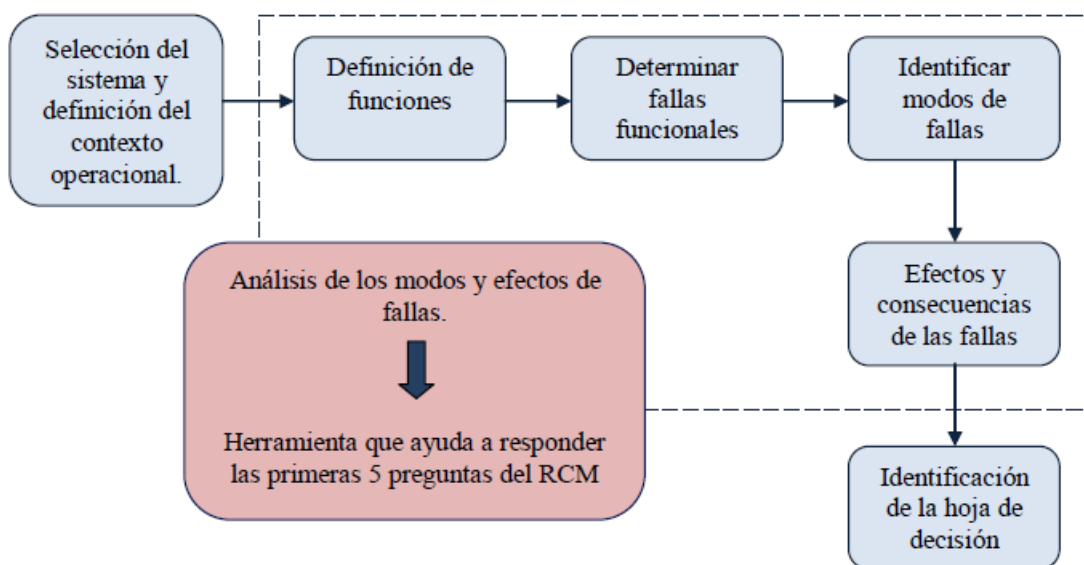 Selección del
sistema y
definición del
contexto
operacional.
Definición de
funciones
Determinar
fallas
funcionales
Identificar
modos de
fallas
Efectos y
consecuencias
de las fallas
Análisis de los modos y efectos de
fallas.
Herramienta que ayuda a responder
las primeras 5 preguntas del RCM
Identificación
de la hoja de
decisión